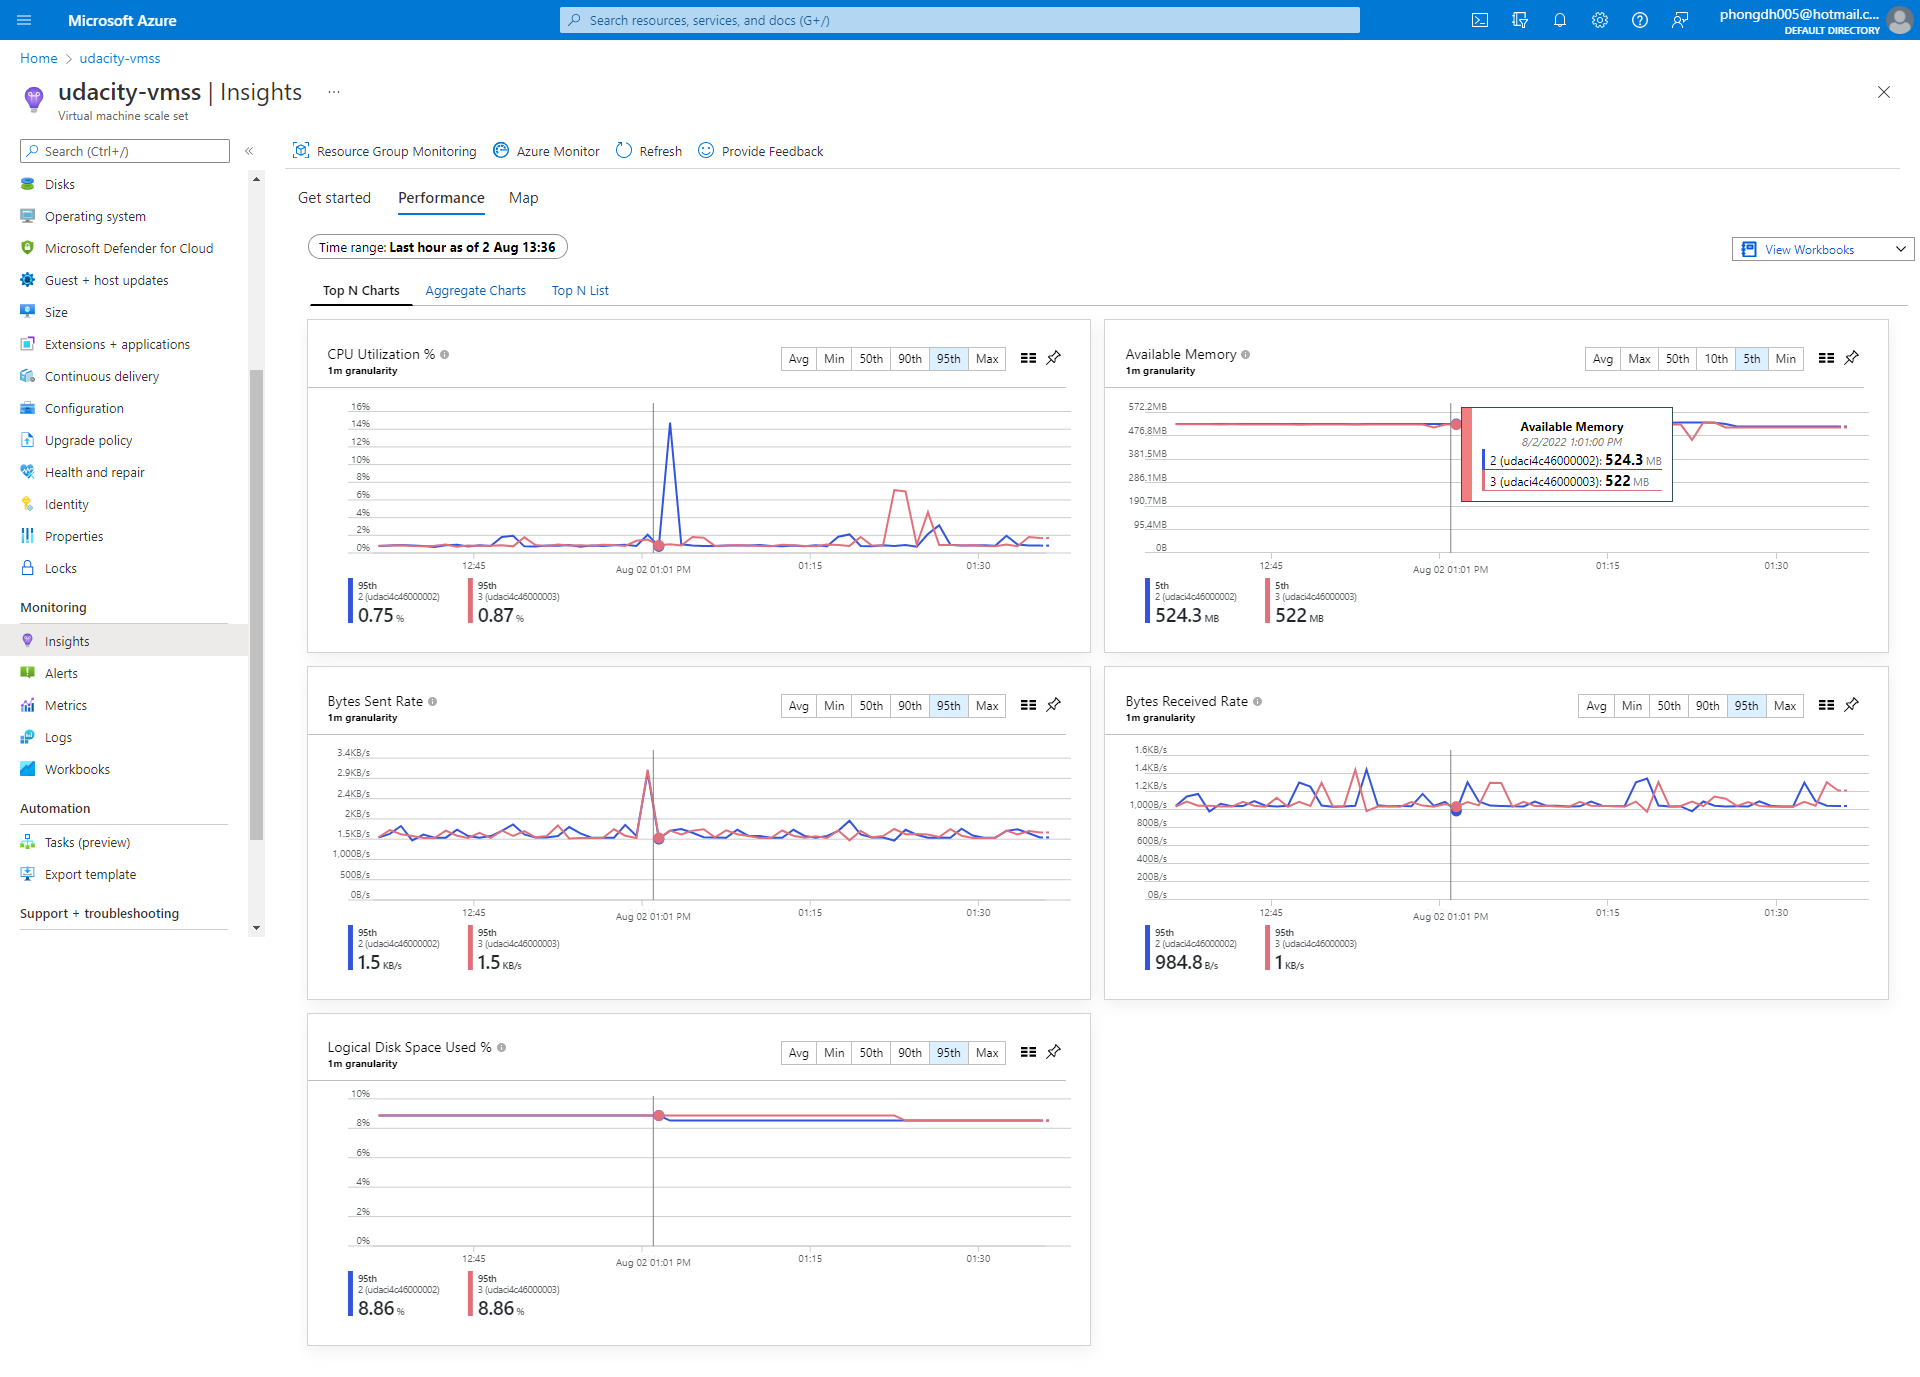 Microsoft Azure
Search resources, services, and docs (G+/)
phongdh005@hotmail.c...
DEFAULT DIRECTORY
Home > udacity-vmss
udacity-vmss | Insights ...
Virtual machine scale set
Search (Ctrl+/)
«
Disks
Operating system
Microsoft Defender for Cloud
Guest + host updates
Size
Extensions + applications
Continuous delivery
Configuration
Upgrade policy
Health and repair
Identity
Properties
Locks
Monitoring
Insights
Alerts
Metrics
Logs
Workbooks
Automation
Tasks (preview)
Export template
Support + troubleshooting
Resource Group Monitoring Azure Monitor Refresh Provide Feedback
Get started Performance Map
Time range: Last hour as of 2 Aug 13:36
View Workbooks
Top N Charts Aggregate Charts Top N List
CPU Utilization %
1m granularity
Avg Min 50th 90th 95th Max
16%
14%
12%
10%
8%
6%
4%
2%
0%
12:45 Aug 02 01:01 PM 01:15 01:30
95th
2 (udaci4c46000002)
0.75 %
95th
3 (udaci4c46000003)
0.87 %
Available Memory
1m granularity
Avg Max 50th 10th 5th Min
572.2MB
476.8MB
381.5MB
286.1MB
190.7MB
95.4MB
0B
Available Memory
8/2/2022 1:01:00 PM
2 (udaci4c46000002): 524.3 MB
3 (udaci4c46000003): 522 MB
12:45 Aug 02 01:01 PM 01:15 01:30
5th
2 (udaci4c46000002)
524.3 MB
5th
3 (udaci4c46000003)
522 MB
Bytes Sent Rate
1m granularity
Avg Min 50th 90th 95th Max
3.4KB/s
2.9KB/s
2.4KB/s
2KB/s
1.5KB/s
1,000B/s
500B/s
0B/s
12:45 Aug 02 01:01 PM 01:15 01:30
95th
2 (udaci4c46000002)
1.5 KB/s
95th
3 (udaci4c46000003)
1.5 KB/s
Bytes Received Rate
1m granularity
Avg Min 50th 90th 95th Max
1.6KB/s
1.4KB/s
1.2KB/s
1,000B/s
800B/s
600B/s
400B/s
200B/s
0B/s
12:45 Aug 02 01:01 PM 01:15 01:30
95th
2 (udaci4c46000002)
984.8 B/s
95th
3 (udaci4c46000003)
1 KB/s
Logical Disk Space Used %
1m granularity
Avg Min 50th 90th 95th Max
10%
8%
6%
4%
2%
0%
12:45 Aug 02 01:01 PM 01:15 01:30
95th
2 (udaci4c46000002)
8.86 %
95th
3 (udaci4c46000003)
8.86 %